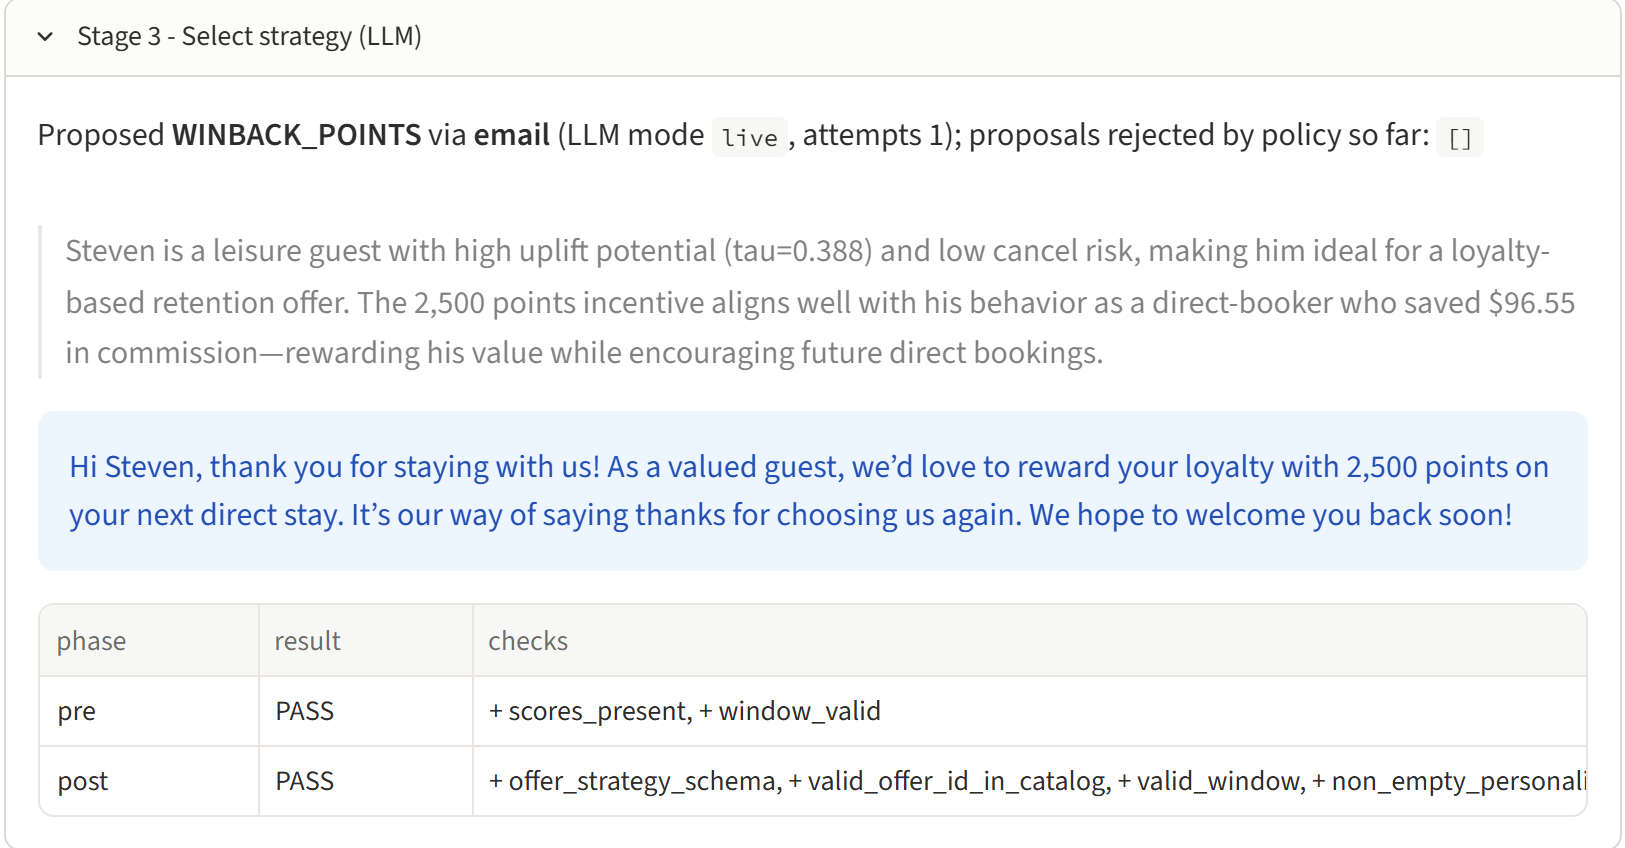 Stage 3 - Select strategy (LLM)
Proposed WINBACK_POINTS via email (LLM mode live, attempts 1); proposals rejected by policy so far: []
Steven is a leisure guest with high uplift potential (tau=0.388) and low cancel risk, making him ideal for a loyalty-
based retention offer. The 2,500 points incentive aligns well with his behavior as a direct-booker who saved $96.55
in commission—rewarding his value while encouraging future direct bookings.
Hi Steven, thank you for staying with us! As a valued guest, we’d love to reward your loyalty with 2,500 points on
your next direct stay. It’s our way of saying thanks for choosing us again. We hope to welcome you back soon!
phase result checks
pre PASS + scores_present, + window_valid
post PASS + offer_strategy_schema, + valid_offer_id_in_catalog, + valid_window, + non_empty_personali